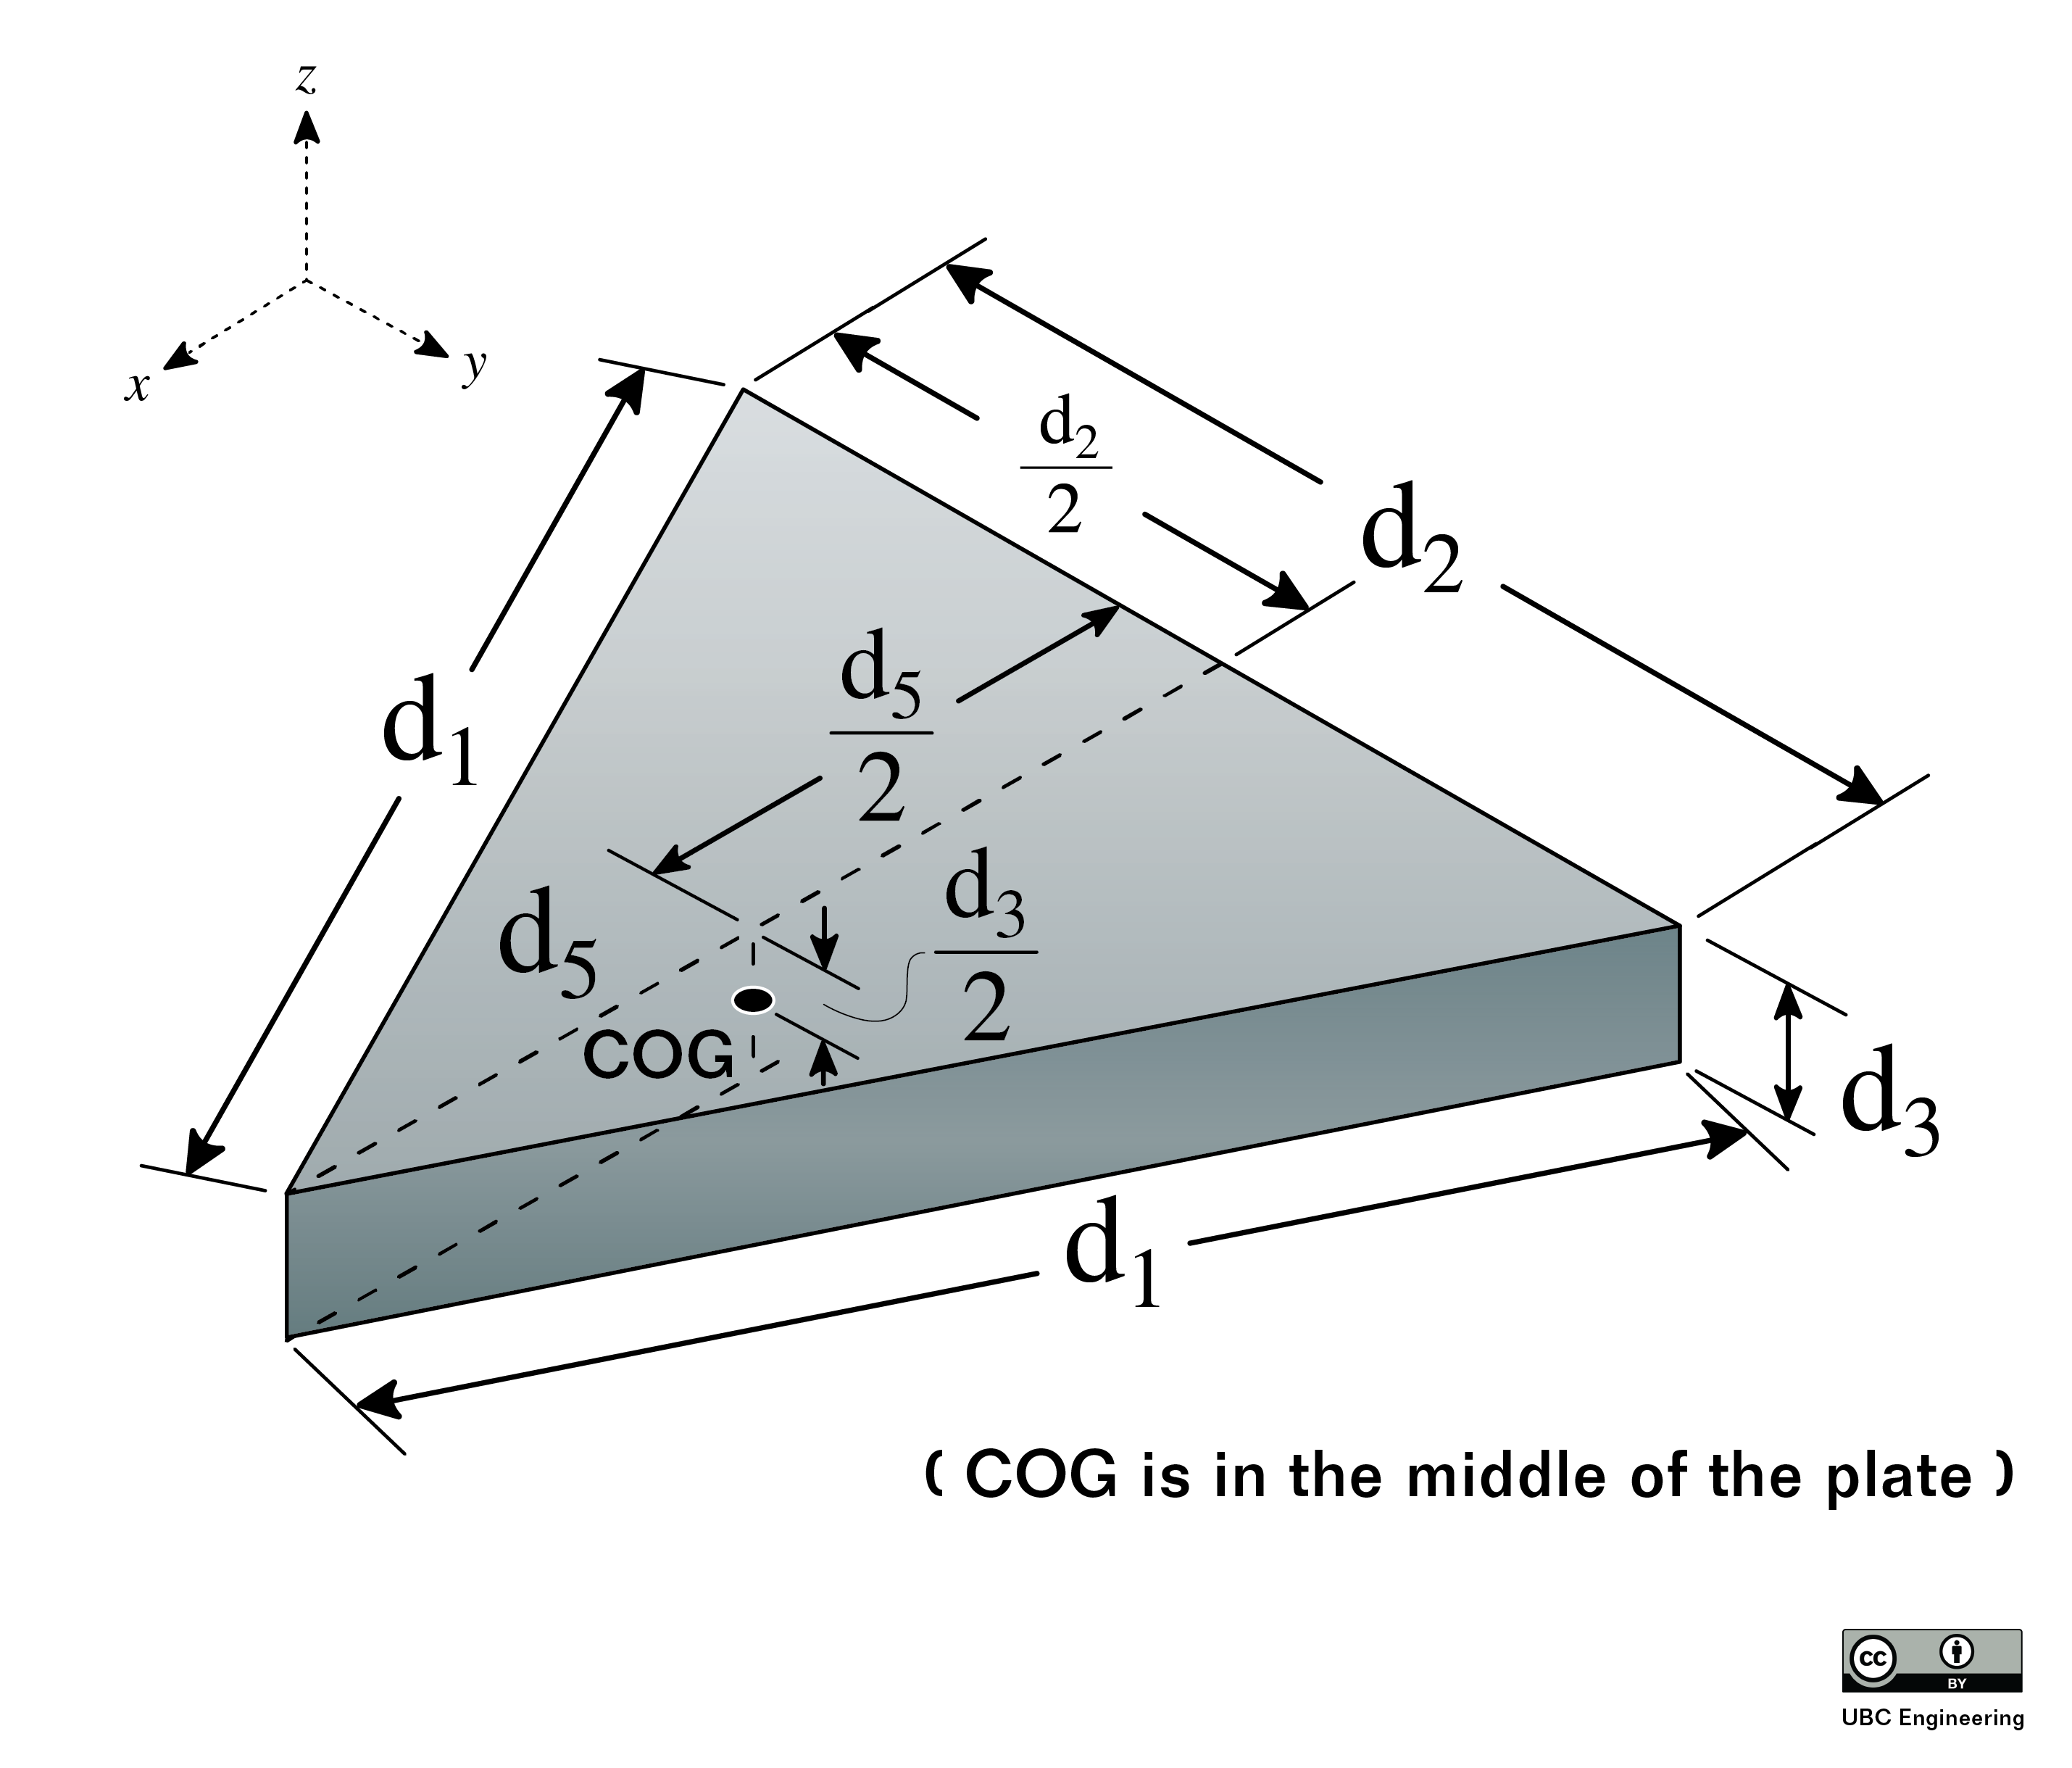 z
x
y
d2
2
d2
d5
2
d1
d3
2
d5
COG
d3
d1
( COG is in the middle of the plate )
cc
BY
UBC Engineering